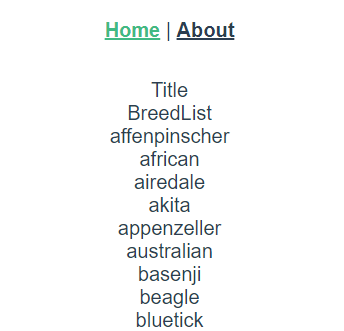 Home | About
Title
BreedList
affenpinscher
african
airedale
akita
appenzeller
australian
basenji
beagle
bluetick